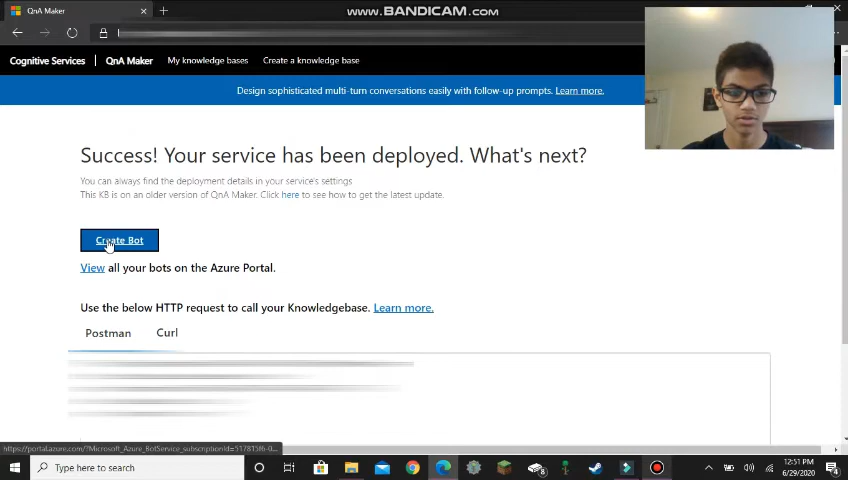 QnA Maker
www.BANDICAM.com
Cognitive Services QnA Maker My knowledge bases Create a knowledge base
Design sophisticated multi-turn conversations easily with follow-up prompts. Learn more.
Success! Your service has been deployed. What's next?
You can always find the deployment details in your service's settings
This KB is on an older version of QnA Maker. Click here to see how to get the latest update.
Create Bot
View all your bots on the Azure Portal.
Use the below HTTP request to call your Knowledgebase. Learn more.
Postman Curl
Type here to search
12:51 PM
6/29/2020